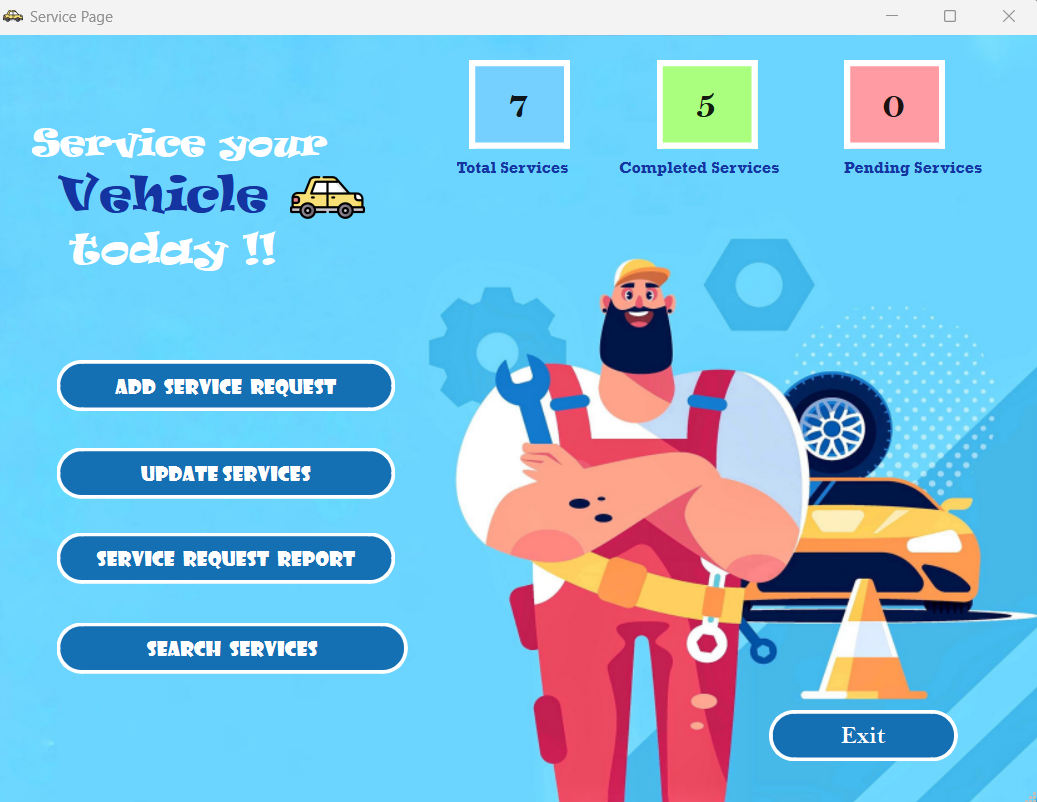 Service Page
7
5
0
Total Services
Completed Services
Pending Services
Service your
Vehicle
today !!
ADD SERVICE REQUEST
UPDATE SERVICES
SERVICE REQUEST REPORT
SEARCH SERVICES
Exit